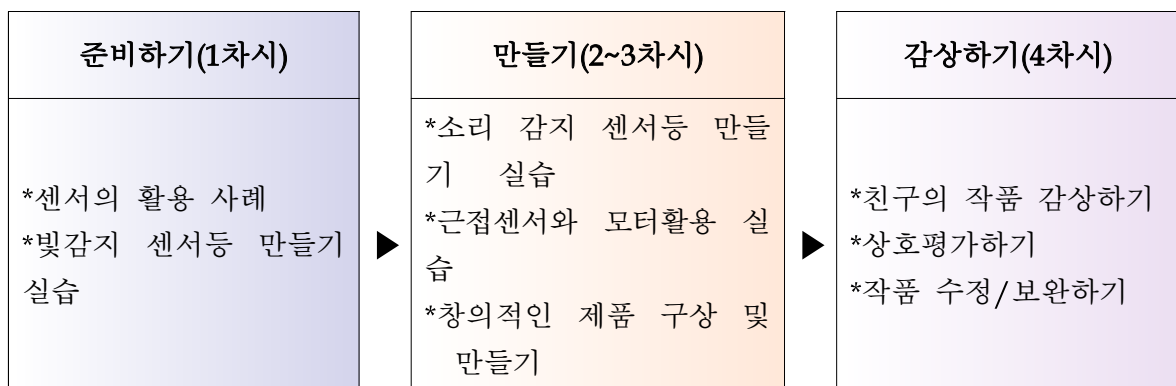 준비하기(1차시)
*센서의 활용 사례
*빛감지 센서등 만들기
실습
▶
만들기(2~3차시)
*소리 감지 센서등 만들
기 실습
*근접센서와 모터활용 실
습
*창의적인 제품 구상 및
만들기
▶
감상하기(4차시)
*친구의 작품 감상하기
*상호평가하기
*작품 수정/보완하기